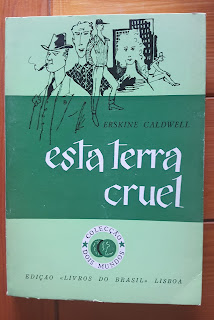 ERSKINE CALDWELL
esta terra
cruel
COLECÇÃO
DOIS MUNDOS
EDIÇÃO «LIVROS DO BRASIL» LISBOA